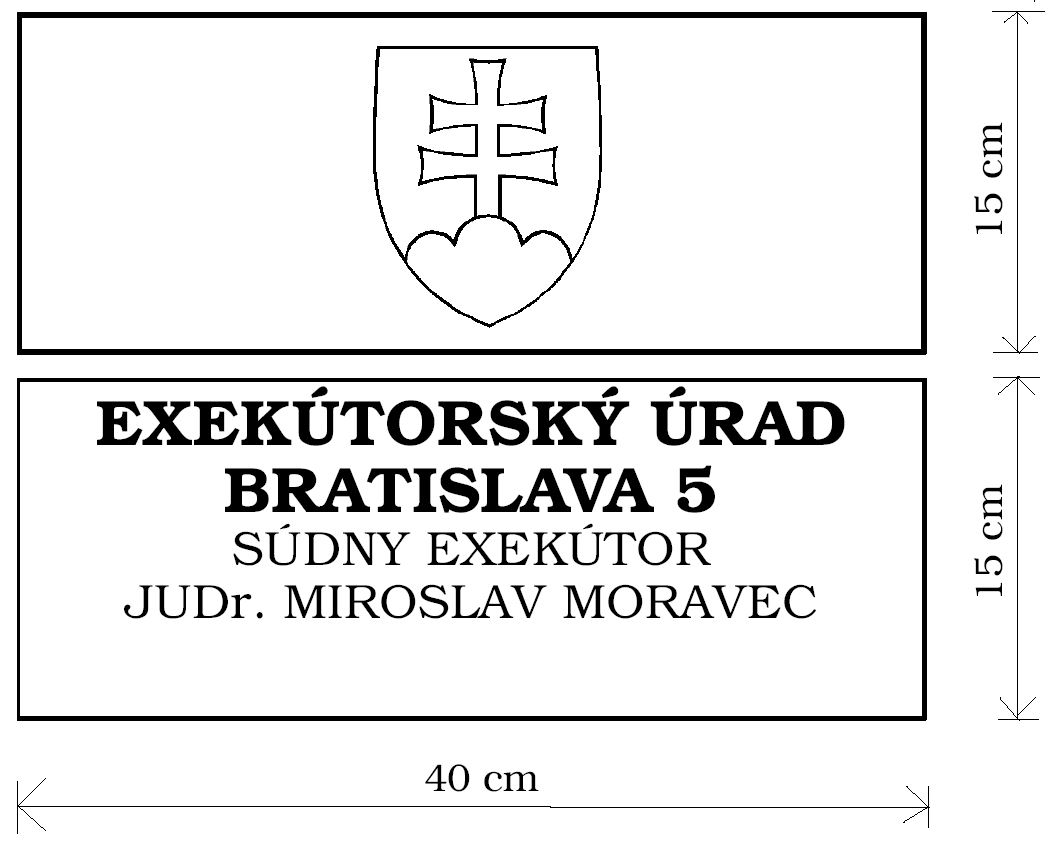 15 cm
EXEKÚTORSKÝ ÚRAD
BRATISLAVA 5
SÚDNY EXEKÚTOR
JUDr. MIROSLAV MORAVEC
15 cm
40 cm